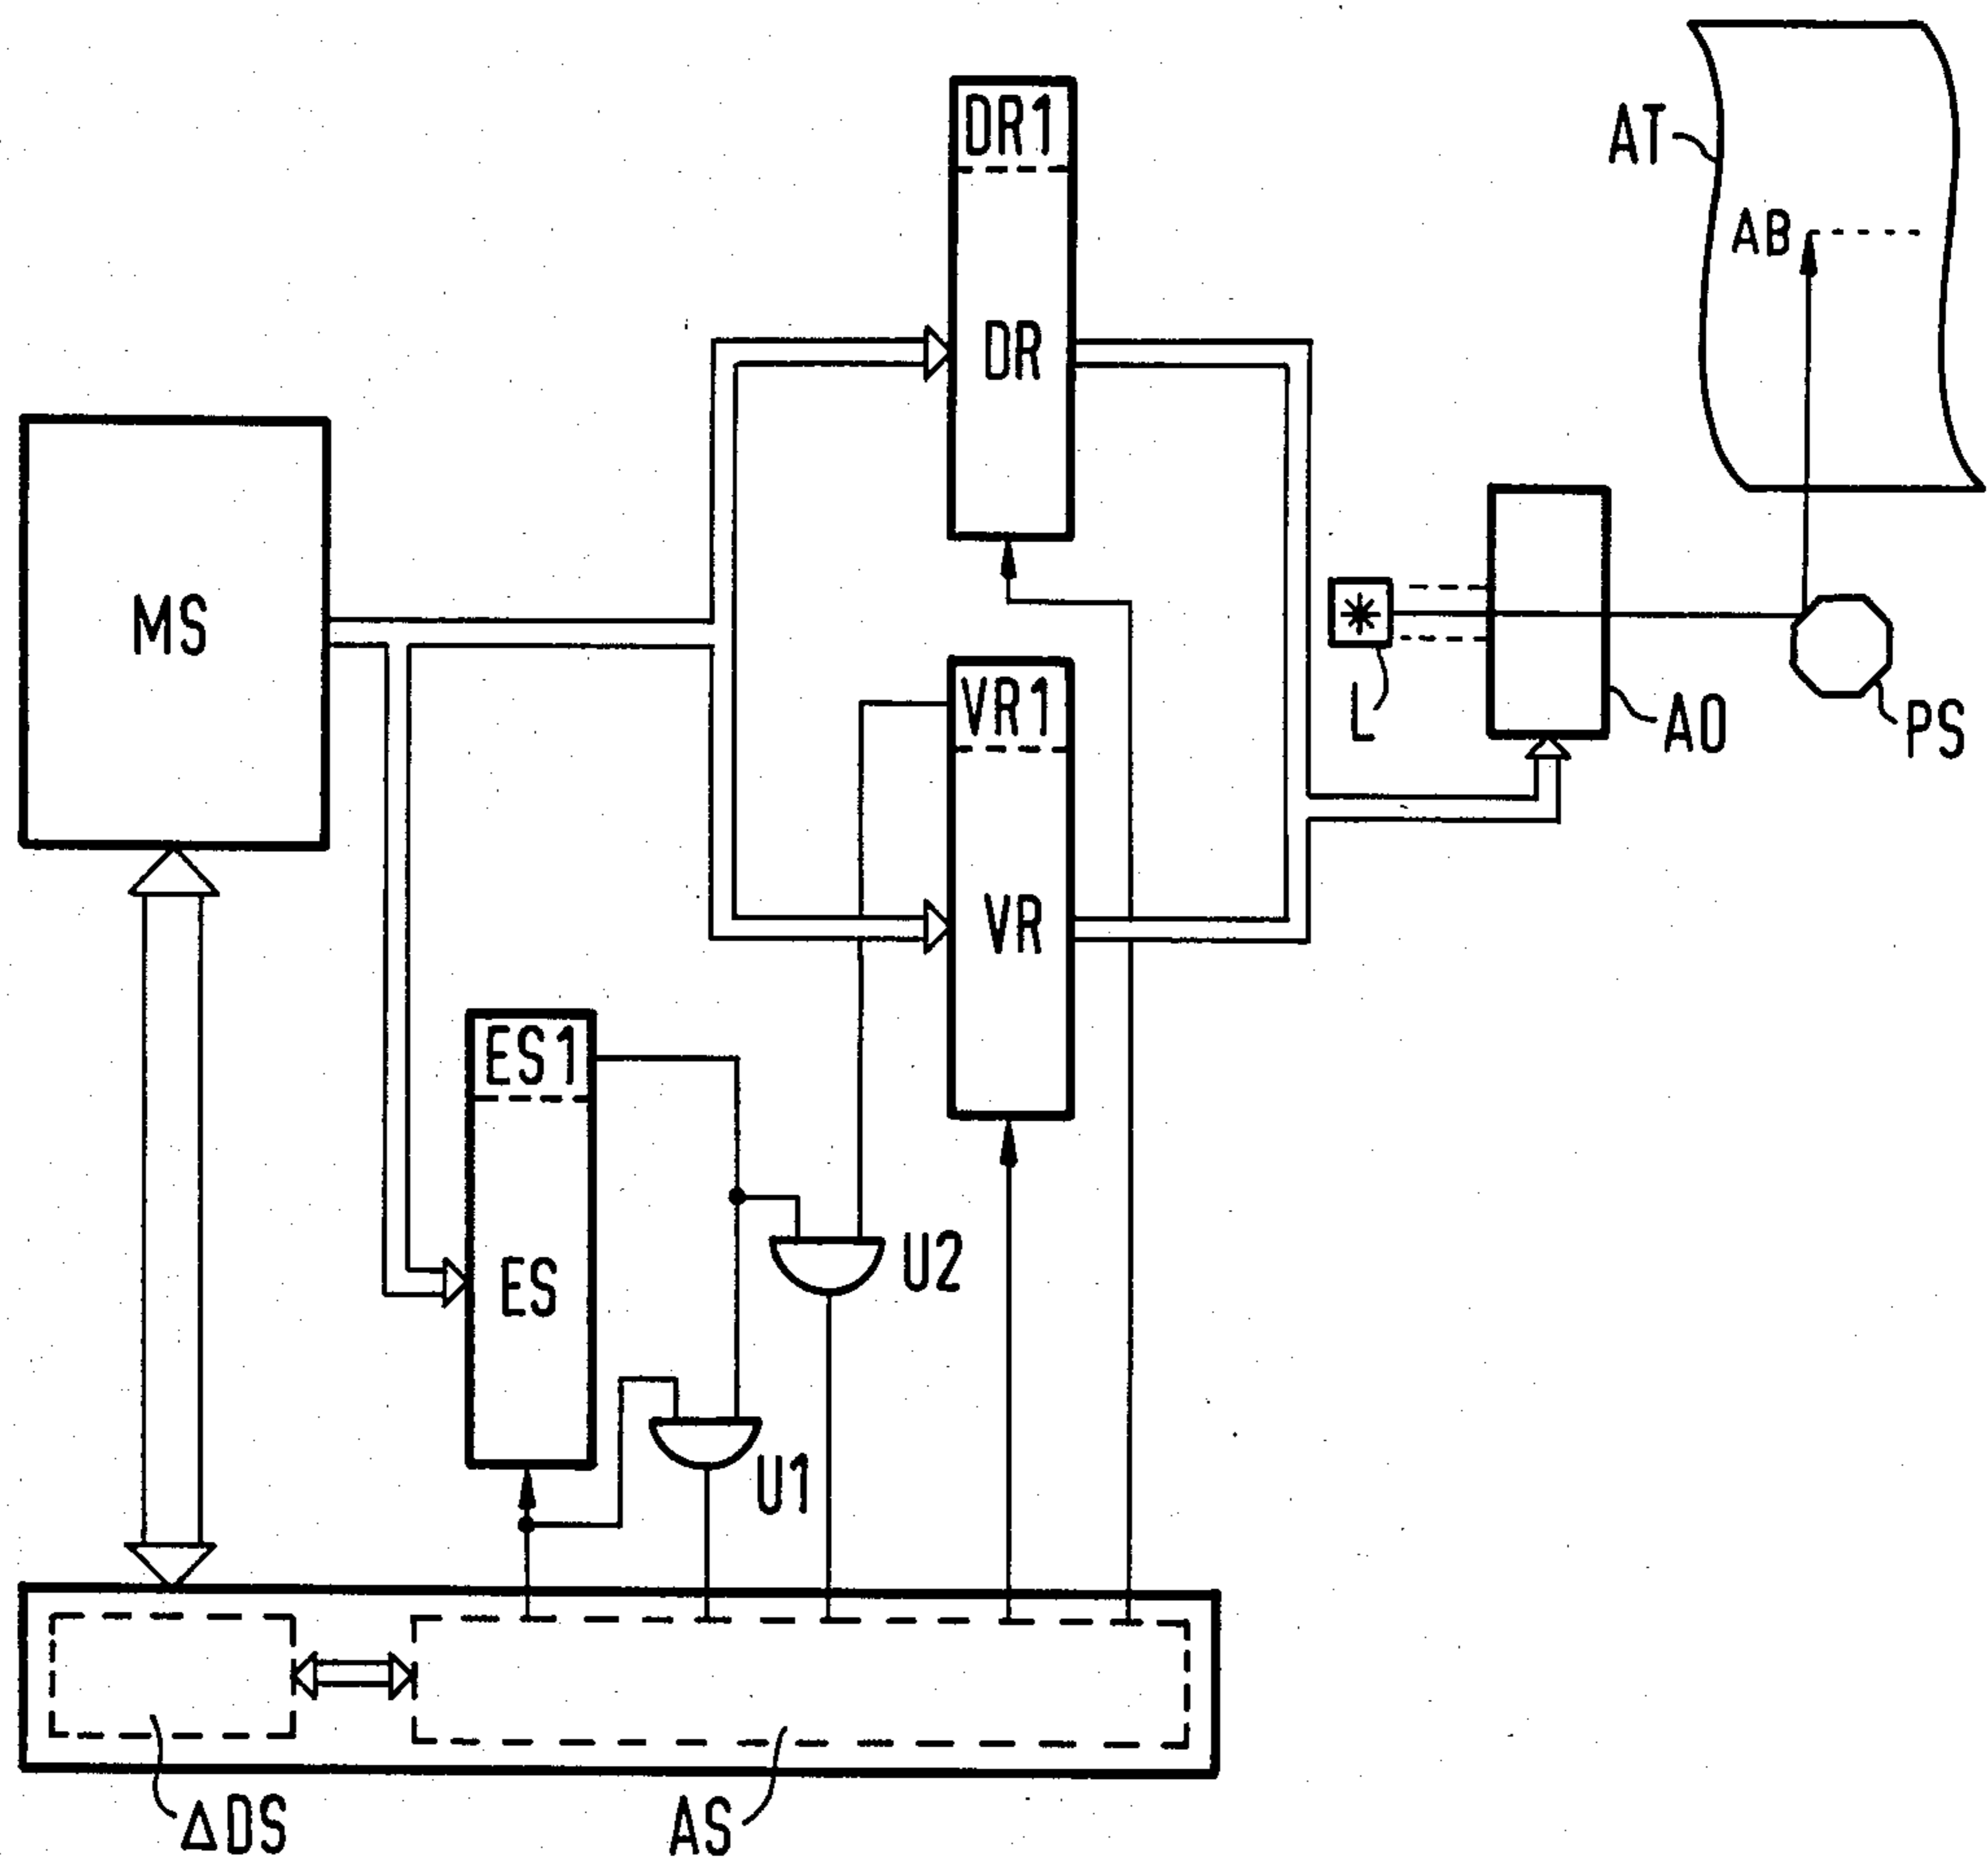 DR1
AT
AB
DR
MS
VR1
L
AO
PS
VR
ES1
U2
ES
U1
ΔDS
AS